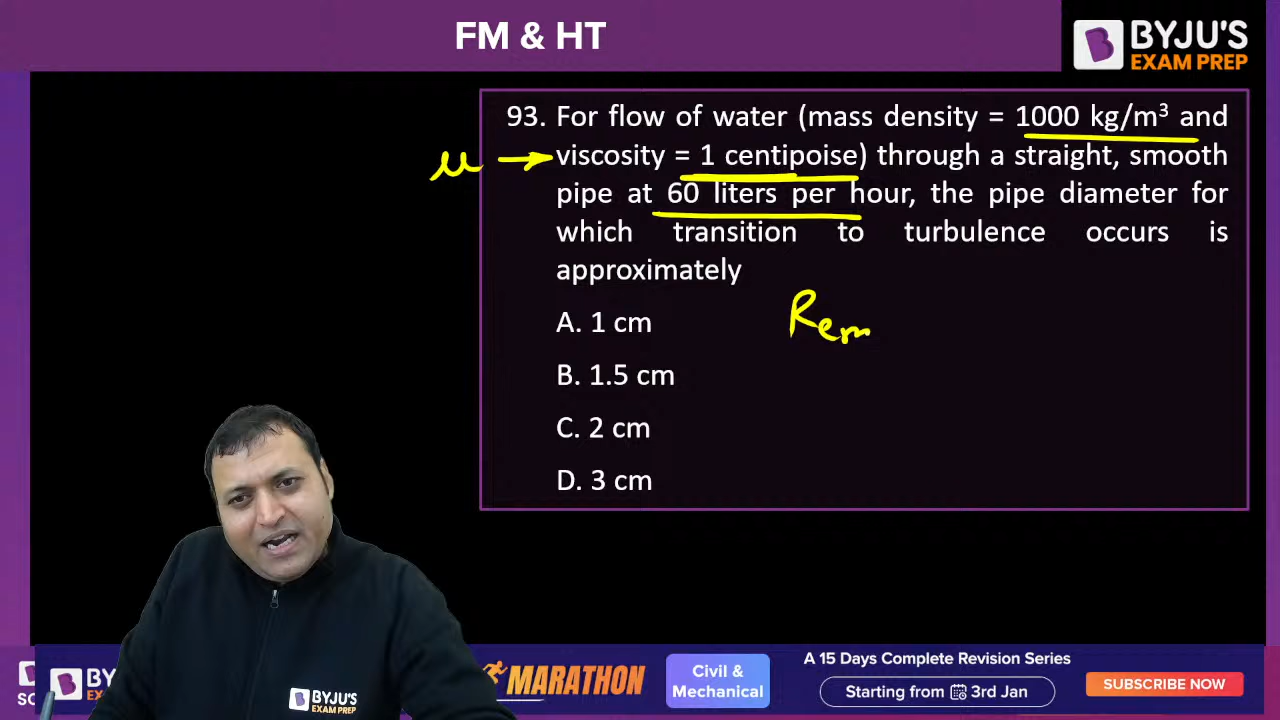 FM & HT
BYJU'S
EXAM PREP
93. For flow of water (mass density = 1000 kg/m³ and
μ → viscosity = 1 centipoise) through a straight, smooth
pipe at 60 liters per hour, the pipe diameter for
which transition to turbulence occurs is
approximately
A. 1 cm
Rem
B. 1.5 cm
C. 2 cm
D. 3 cm
BYJU'S
EXAM PREP
BYJU'S
MARATHON
Civil &
Mechanical
A 15 Days Complete Revision Series
Starting from 3rd Jan
SUBSCRIBE NOW